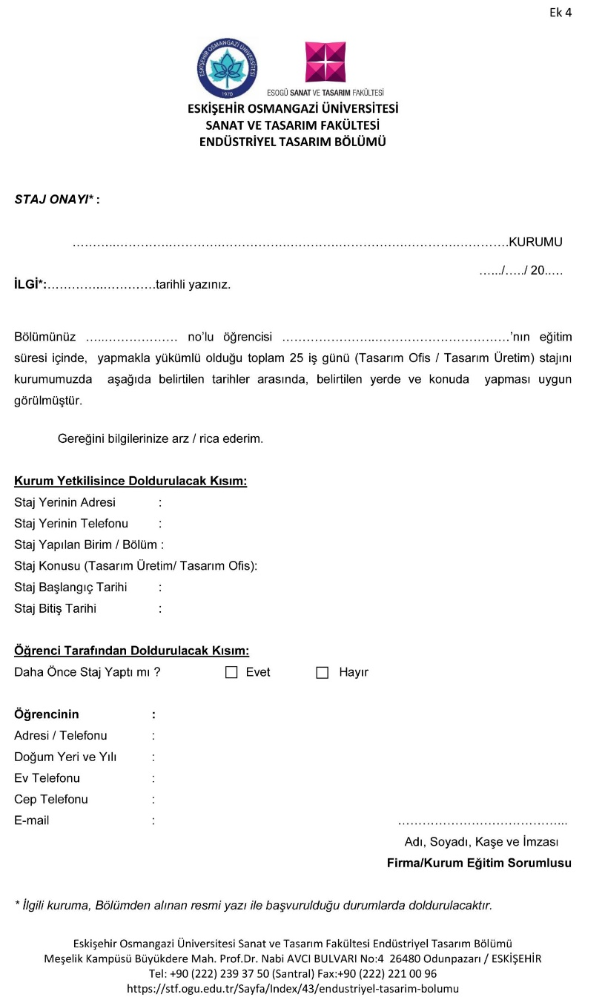 Ek 4
ESKİŞEHİR OSMANGAZİ ÜNİVERSİTESİ
1970
ESOGÜ SANAT VE TASARIM FAKÜLTESİ
ESKİŞEHİR OSMANGAZİ ÜNİVERSİTESİ
SANAT VE TASARIM FAKÜLTESİ
ENDÜSTRİYEL TASARIM BÖLÜMÜ
STAJ ONAYI* :
………..………….………….…………….………….…………….………….………….KURUMU
…../…../ 20.….
İLGİ*:…………..………….tarihli yazınız.
Bölümünüz …..……………… no’lu öğrencisi …………………..……………………………’nın eğitim
süresi içinde, yapmakla yükümlü olduğu toplam 25 iş günü (Tasarım Ofis / Tasarım Üretim) stajını
kurumumuzda aşağıda belirtilen tarihler arasında, belirtilen yerde ve konuda yapması uygun
görülmüştür.
Gereğini bilgilerinize arz / rica ederim.
Kurum Yetkilisince Doldurulacak Kısım:
Staj Yerinin Adresi :
Staj Yerinin Telefonu :
Staj Yapılan Birim / Bölüm :
Staj Konusu (Tasarım Üretim/ Tasarım Ofis):
Staj Başlangıç Tarihi :
Staj Bitiş Tarihi :
Öğrenci Tarafından Doldurulacak Kısım:
Daha Önce Staj Yaptı mı ? ☐ Evet ☐ Hayır
Öğrencinin :
Adresi / Telefonu :
Doğum Yeri ve Yılı :
Ev Telefonu :
Cep Telefonu :
E-mail :
…………………………………...
Adı, Soyadı, Kaşe ve İmzası
Firma/Kurum Eğitim Sorumlusu
* İlgili kuruma, Bölümden alınan resmi yazı ile başvurulduğu durumlarda doldurulacaktır.
Eskişehir Osmangazi Üniversitesi Sanat ve Tasarım Fakültesi Endüstriyel Tasarım Bölümü
Meşelik Kampüsü Büyükdere Mah. Prof.Dr. Nabi AVCI BULVARI No:4 26480 Odunpazarı / ESKİŞEHİR
Tel: +90 (222) 239 37 50 (Santral) Fax:+90 (222) 221 00 96
https://stf.ogu.edu.tr/Sayfa/Index/43/endustriyel-tasarim-bolumu